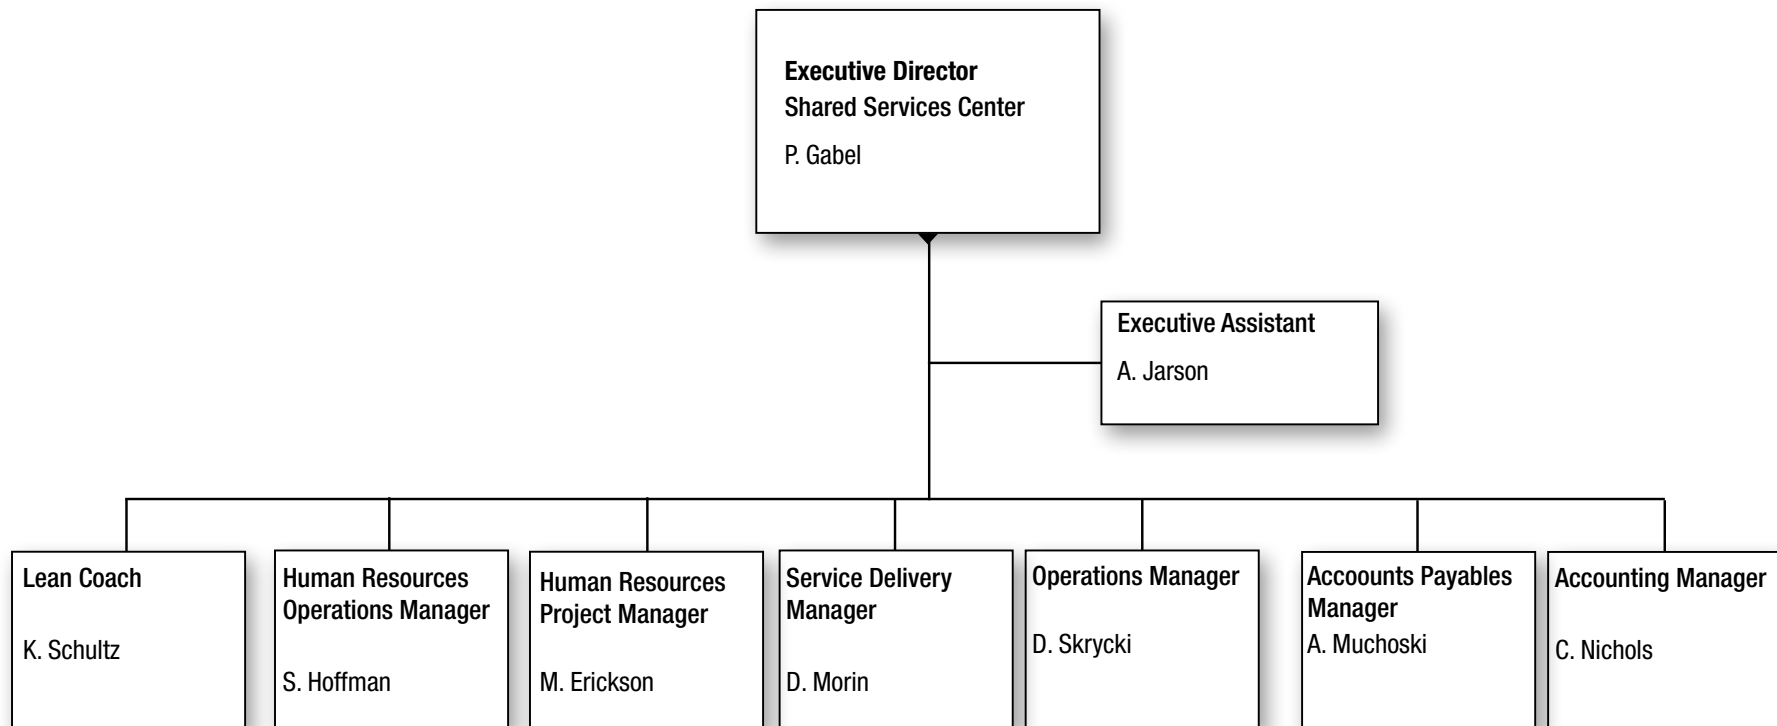 Executive Director
Shared Services Center
P. Gabel
Executive Assistant
A. Jarson
Lean Coach
K. Schultz
Human Resources
Operations Manager
S. Hoffman
Human Resources
Project Manager
M. Erickson
Service Delivery
Manager
D. Morin
Operations Manager
D. Skrycki
Accoounts Payables
Manager
A. Muchoski
Accounting Manager
C. Nichols